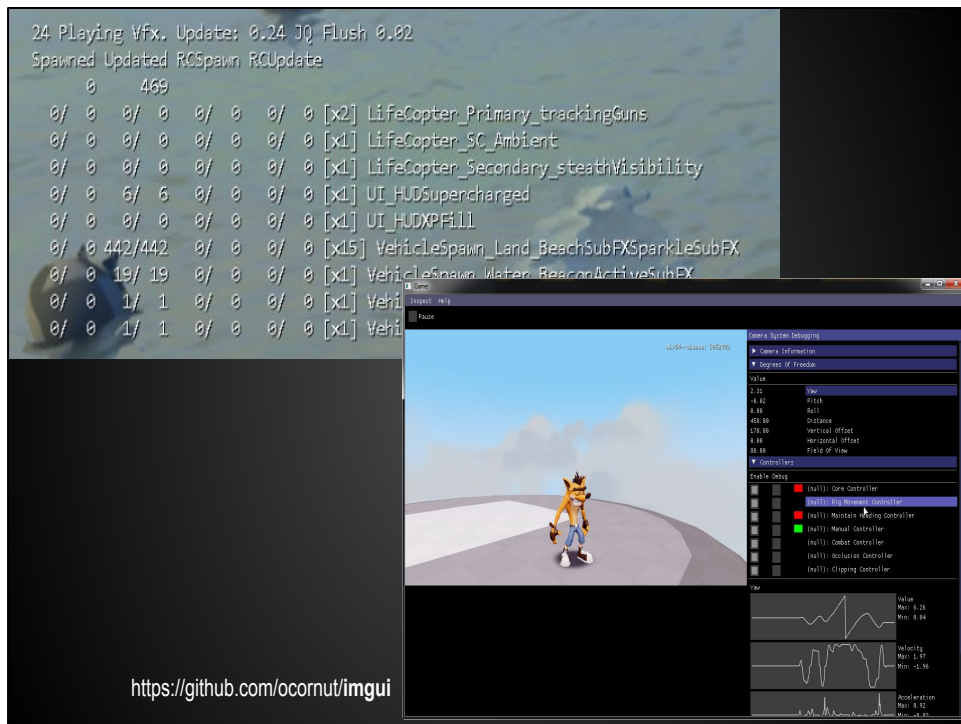 24 Playing Vfx. Update: 0.24 JQ Flush 0.02
Spawned Updated RCSpawn RCUpdate
0 469
0/ 0 0/ 0 0/ 0 0/ 0 [x2] LifeCopter_Primary_trackingGuns
0/ 0 0/ 0 0/ 0 0/ 0 [x1] LifeCopter_SC_Ambient
0/ 0 0/ 0 0/ 0 0/ 0 [x1] LifeCopter_Secondary_steathVisibility
0/ 0 6/ 6 0/ 0 0/ 0 [x1] UI_HUDSupercharged
0/ 0 0/ 0 0/ 0 0/ 0 [x1] UI_HUDXPFill
0/ 0 442/442 0/ 0 0/ 0 [x15] VehicleSpawn_Land_BeachSubFXSparkleSubFX
0/ 0 19/ 19 0/ 0 0/ 0 [x1] VehicleSpawn_Water_BeaconActiveSubFX
0/ 0 1/ 1 0/ 0 0/ 0 [x1] Vehi
0/ 0 1/ 1 0/ 0 0/ 0 [x1] Vehi
Game
Inspect Help
Pause
Camera System Debugging
Camera Information
Degrees Of Freedom
Value
2.31 Yaw
-0.02 Pitch
0.00 Roll
450.00 Distance
170.00 Vertical Offset
0.00 Horizontal Offset
80.00 Field Of View
Controllers
Enable Debug
(null): Core Controller
(null): Rig Movement Controller
(null): Maintain Heading Controller
(null): Manual Controller
(null): Combat Controller
(null): Occlusion Controller
(null): Clipping Controller
Yaw
Value
Max: 6.26
Min: 0.04
Velocity
Max: 1.97
Min: -1.96
Acceleration
Max: 0.92
https://github.com/ocornut/imgui